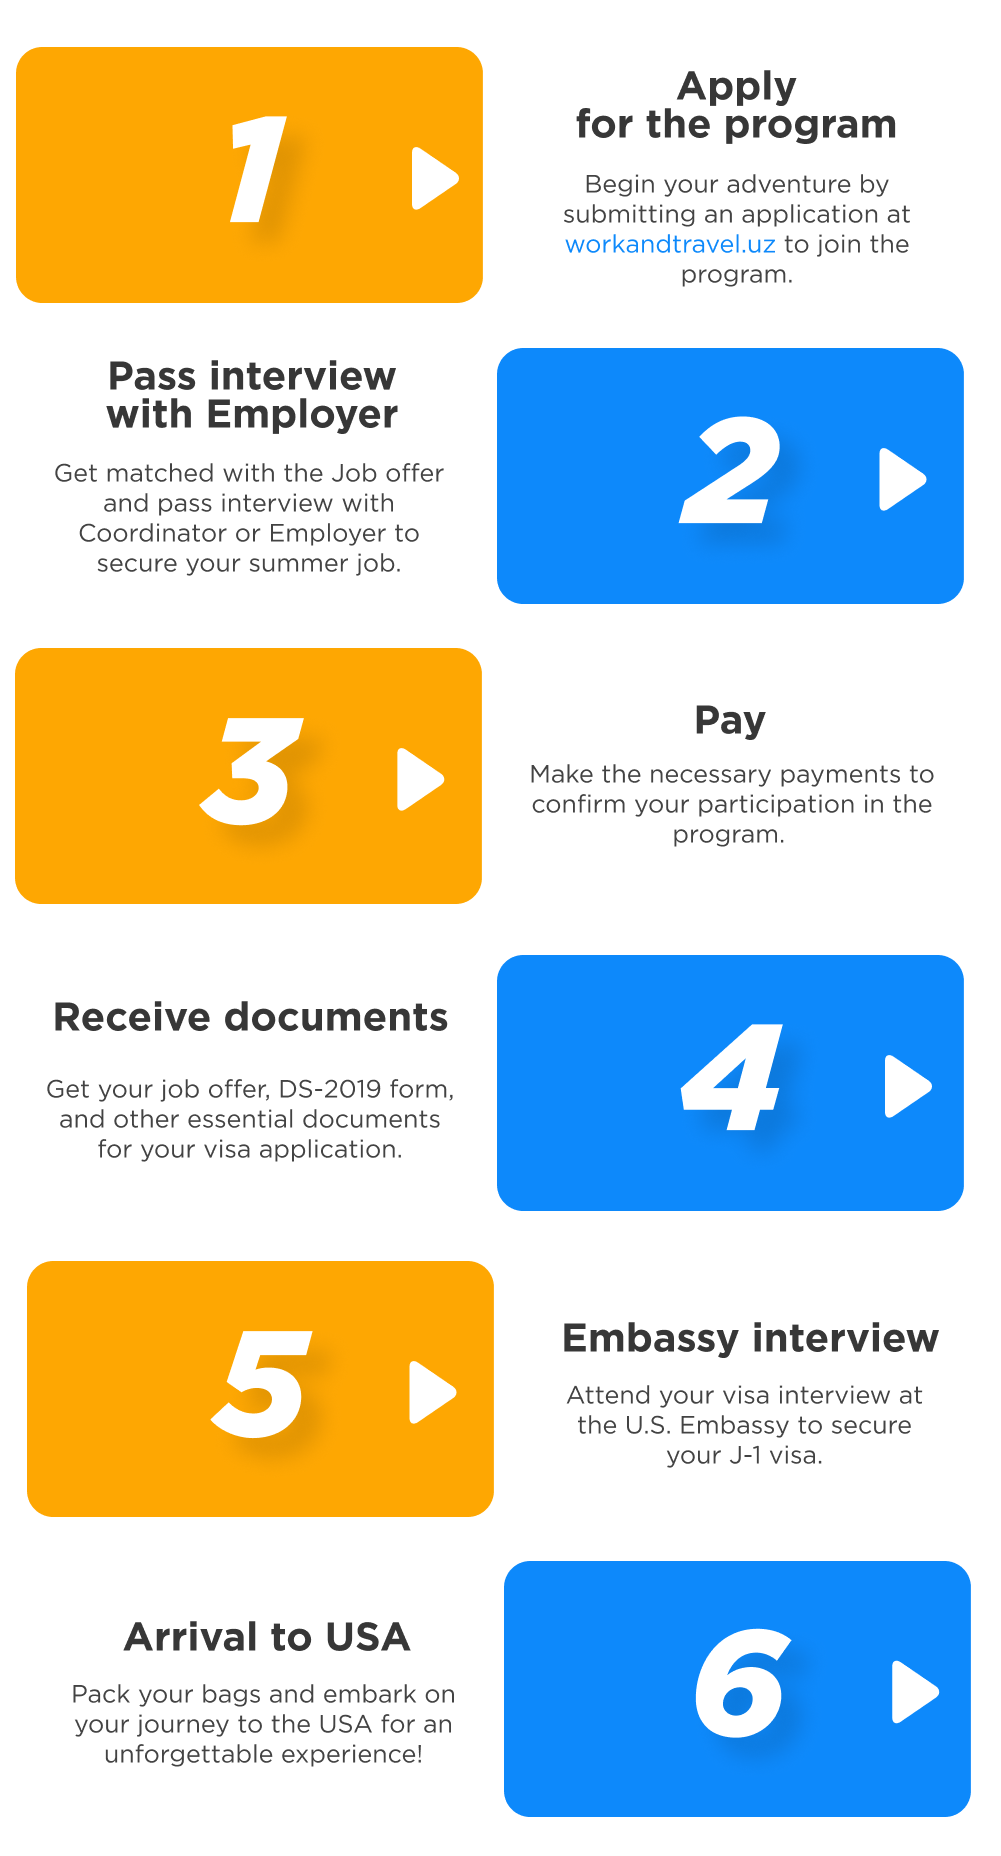 1
Apply
for the program
Begin your adventure by
submitting an application at
workandtravel.uz to join the
program.
Pass interview
with Employer
Get matched with the Job offer
and pass interview with
Coordinator or Employer to
secure your summer job.
2
3
Pay
Make the necessary payments to
confirm your participation in the
program.
Receive documents
Get your job offer, DS-2019 form,
and other essential documents
for your visa application.
4
5
Embassy interview
Attend your visa interview at
the U.S. Embassy to secure
your J-1 visa.
Arrival to USA
Pack your bags and embark on
your journey to the USA for an
unforgettable experience!
6